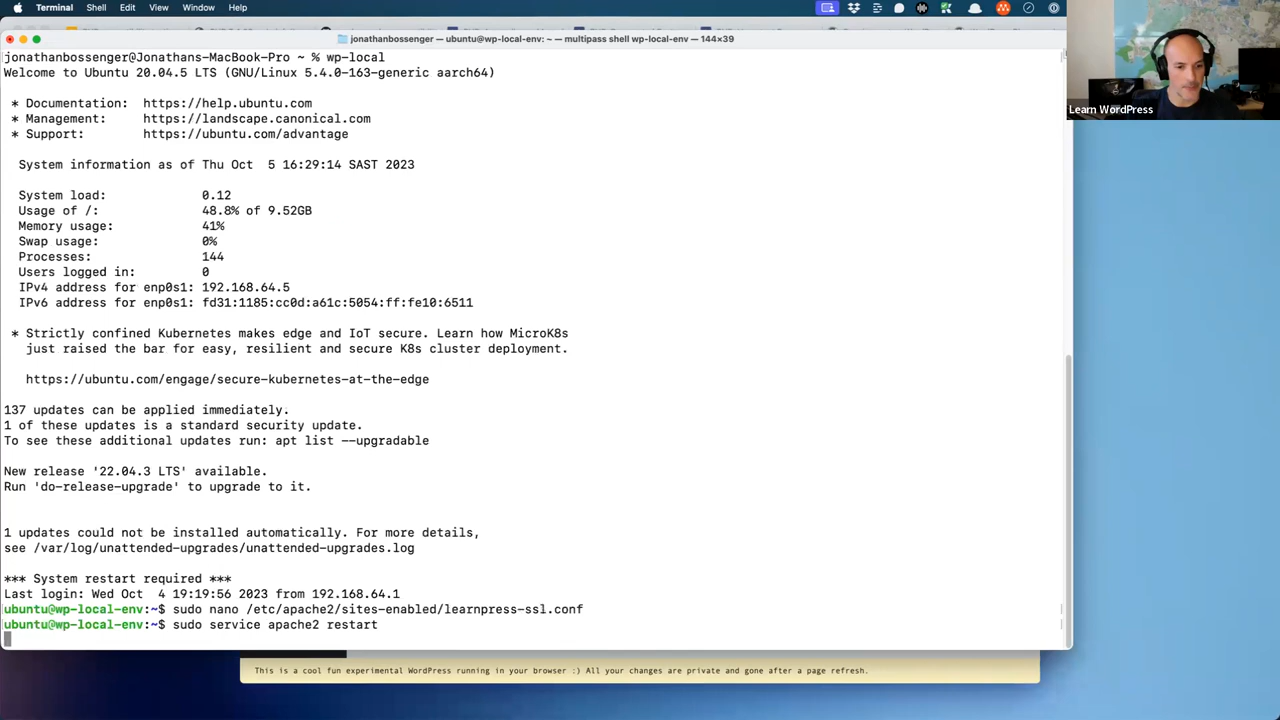 Terminal Shell Edit View Window Help
jonathanbossenger — ubuntu@wp-local-env: ~ — multipass shell wp-local-env — 144×39
jonathanbossenger@Jonathans-MacBook-Pro ~ % wp-local
Welcome to Ubuntu 20.04.5 LTS (GNU/Linux 5.4.0-163-generic aarch64)
* Documentation: https://help.ubuntu.com
* Management: https://landscape.canonical.com
* Support: https://ubuntu.com/advantage
System information as of Thu Oct 5 16:29:14 SAST 2023
System load: 0.12
Usage of /: 48.8% of 9.52GB
Memory usage: 41%
Swap usage: 0%
Processes: 144
Users logged in: 0
IPv4 address for enp0s1: 192.168.64.5
IPv6 address for enp0s1: fd31:1185:cc0d:a61c:5054:ff:fe10:6511
* Strictly confined Kubernetes makes edge and IoT secure. Learn how MicroK8s
just raised the bar for easy, resilient and secure K8s cluster deployment.
https://ubuntu.com/engage/secure-kubernetes-at-the-edge
137 updates can be applied immediately.
1 of these updates is a standard security update.
To see these additional updates run: apt list --upgradable
New release '22.04.3 LTS' available.
Run 'do-release-upgrade' to upgrade to it.
1 updates could not be installed automatically. For more details,
see /var/log/unattended-upgrades/unattended-upgrades.log
*** System restart required ***
Last login: Wed Oct 4 19:19:56 2023 from 192.168.64.1
ubuntu@wp-local-env:~$ sudo nano /etc/apache2/sites-enabled/learnpress-ssl.conf
ubuntu@wp-local-env:~$ sudo service apache2 restart
This is a cool fun experimental WordPress running in your browser :) All your changes are private and gone after a page refresh.
Learn WordPress